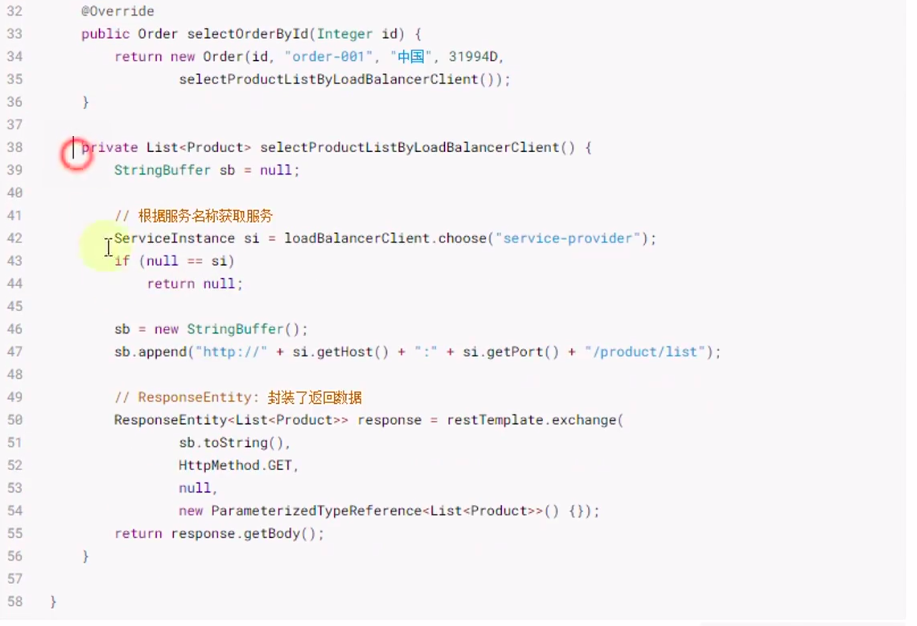 32 @Override
33 public Order selectOrderById(Integer id) {
34 return new Order(id, "order-001", "中国", 31994D,
35 selectProductListByLoadBalancerClient());
36 }
37
38 private List<Product> selectProductListByLoadBalancerClient() {
39 StringBuffer sb = null;
40
41 // 根据服务名称获取服务
42 ServiceInstance si = loadBalancerClient.choose("service-provider");
43 if (null == si)
44 return null;
45
46 sb = new StringBuffer();
47 sb.append("http://" + si.getHost() + ":" + si.getPort() + "/product/list");
48
49 // ResponseEntity: 封装了返回数据
50 ResponseEntity<List<Product>> response = restTemplate.exchange(
51 sb.toString(),
52 HttpMethod.GET,
53 null,
54 new ParameterizedTypeReference<List<Product>>() {});
55 return response.getBody();
56 }
57
58 }